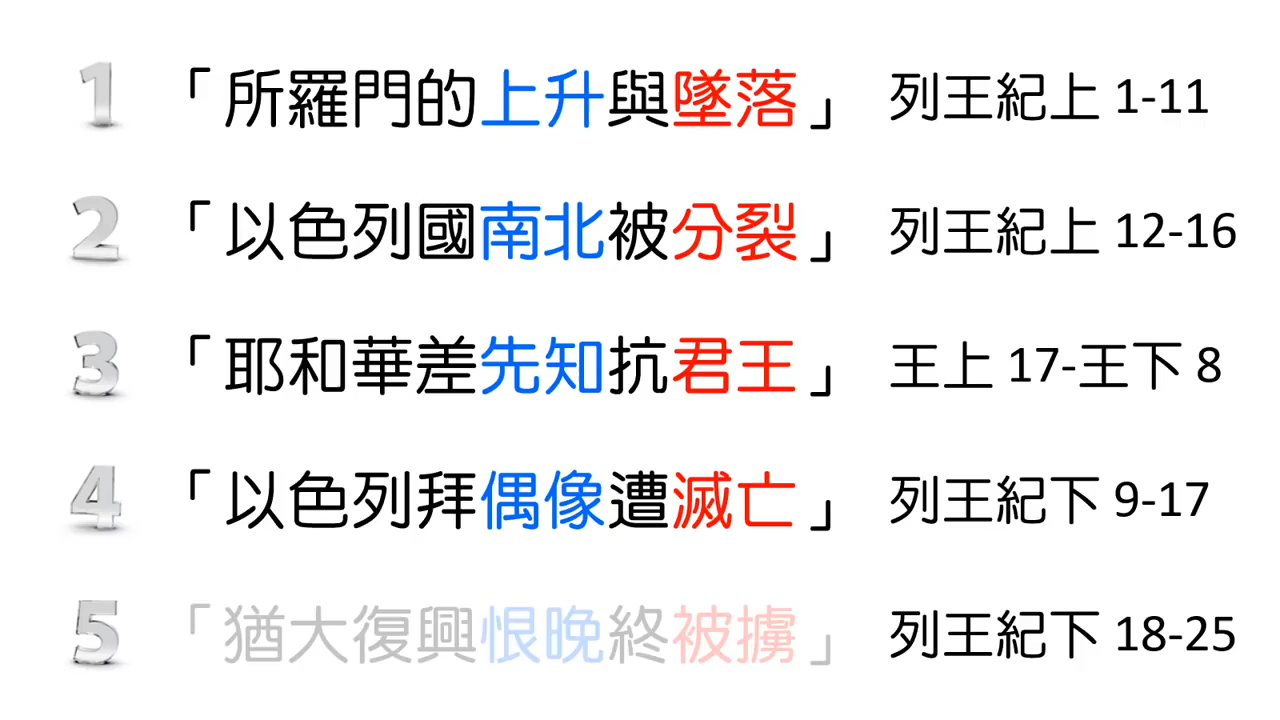 1 「所羅門的上升與墜落」 列王紀上 1-11
2 「以色列國南北被分裂」 列王紀上 12-16
3 「耶和華差先知抗君王」 王上 17-王下 8
4 「以色列拜偶像遭滅亡」 列王紀下 9-17
5 「猶大復興恨晚終被擄」 列王紀下 18-25